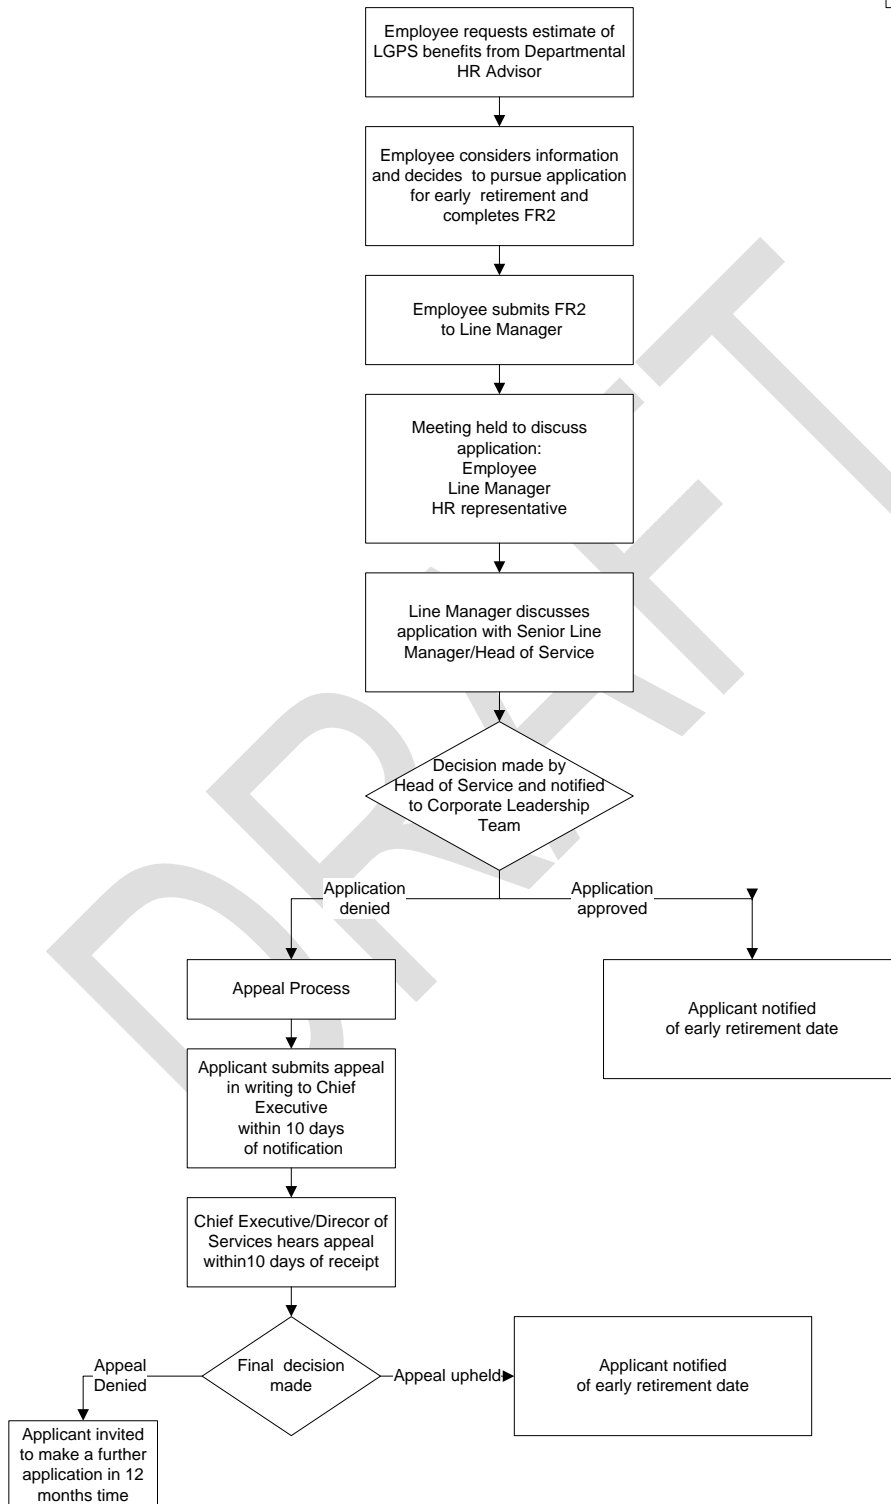 Employee requests estimate of
LGPS benefits from Departmental
HR Advisor
Employee considers information
and decides to pursue application
for early retirement and
completes FR2
Employee submits FR2
to Line Manager
Meeting held to discuss
application:
Employee
Line Manager
HR representative
Line Manager discusses
application with Senior Line
Manager/Head of Service
Decision made by
Head of Service and notified
to Corporate Leadership
Team
Application
denied
Application
approved
Appeal Process
Applicant notified
of early retirement date
Applicant submits appeal
in writing to Chief
Executive
within 10 days
of notification
Chief Executive/Direcor of
Services hears appeal
within10 days of receipt
Final decision
made
Appeal
Denied
Appeal upheld
Applicant notified
of early retirement date
Applicant invited
to make a further
application in 12
months time
DRAFT